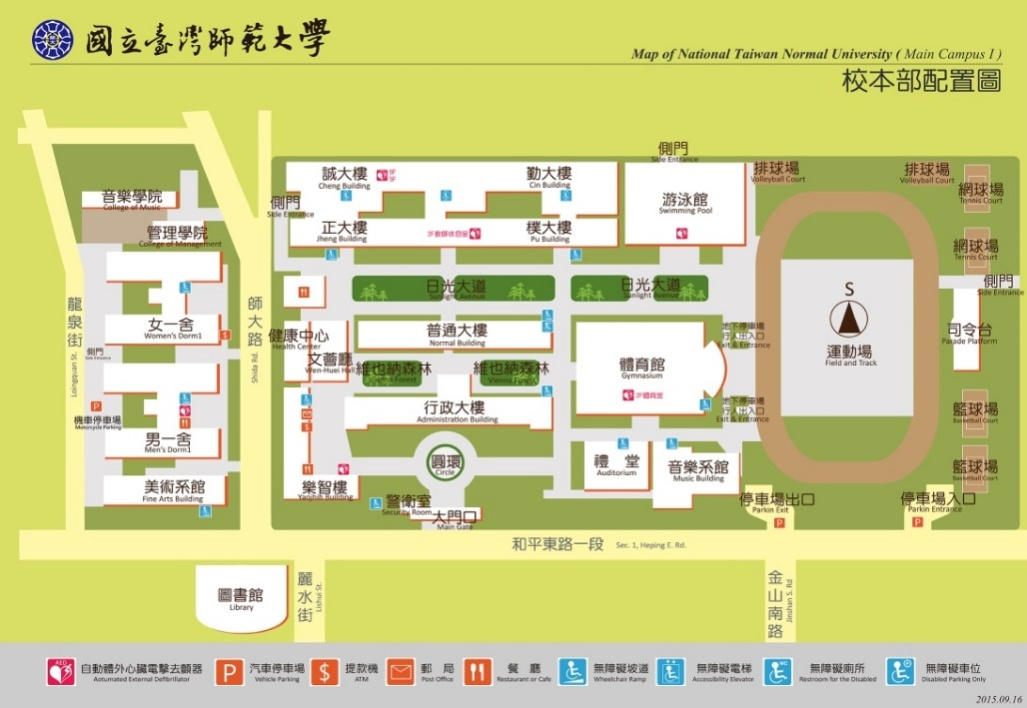 國立臺灣師範大學
Map of National Taiwan Normal University ( Main Campus I )
校本部配置圖
音樂學院
College of Music
管理學院
College of Management
女一舍
Women's Dorm1
側門
Side Entrance
機車停車場
Motorcycle Parking
男一舍
Men's Dorm1
美術系館
Fine Arts Building
龍泉街
Loingquan St.
師大路
Shida Rd.
側門
Side Entrance
誠大樓
Cheng Building
勤大樓
Cin Building
正大樓
Jheng Building
樸大樓
Pu Building
側門
Side Entrance
游泳館
Swimming Pool
排球場
Volleyball Court
排球場
Volleyball Court
網球場
Tennis Court
網球場
Tennis Court
側門
Side Entrance
日光大道
Sunlight Avenue
日光大道
Sunlight Avenue
健康中心
Health Center
文薈廳
Wen-Huei Hall
普通大樓
Normal Building
維也納森林
Vienna Forest
維也納森林
Vienna Forest
行政大樓
Administration Building
體育館
Gymnasium
地下停車場
行人出入口
Exit & Entrance
地下停車場
行人出入口
Exit & Entrance
S
運動場
Field and Track
司令台
Parade Platform
籃球場
Basketball Court
籃球場
Basketball Court
圓環
Circle
禮 堂
Auditorium
音樂系館
Music Building
樂智樓
警衛室
Security Room
大門口
Main Gate
停車場出口
Parkin Exit
停車場入口
Parkin Entrance
和平東路一段 Sec. 1, Heping E. Rd.
圖書館
Library
麗水街
Lishui St.
金山南路
Jinshan S. Rd
AED
自動體外心臟電擊去顫器
Aotumated External Defibrillator
P
汽車停車場
Vehicle Parking
$
提款機
ATM
郵 局
Post Office
餐 廳
Restaurant or Cafe
無障礙坡道
Wheelchair Ramp
無障礙電梯
Accessibility Elevator
無障礙廁所
Restroom for the Disabled
無障礙車位
Disabled Parking Only
2015.09.16